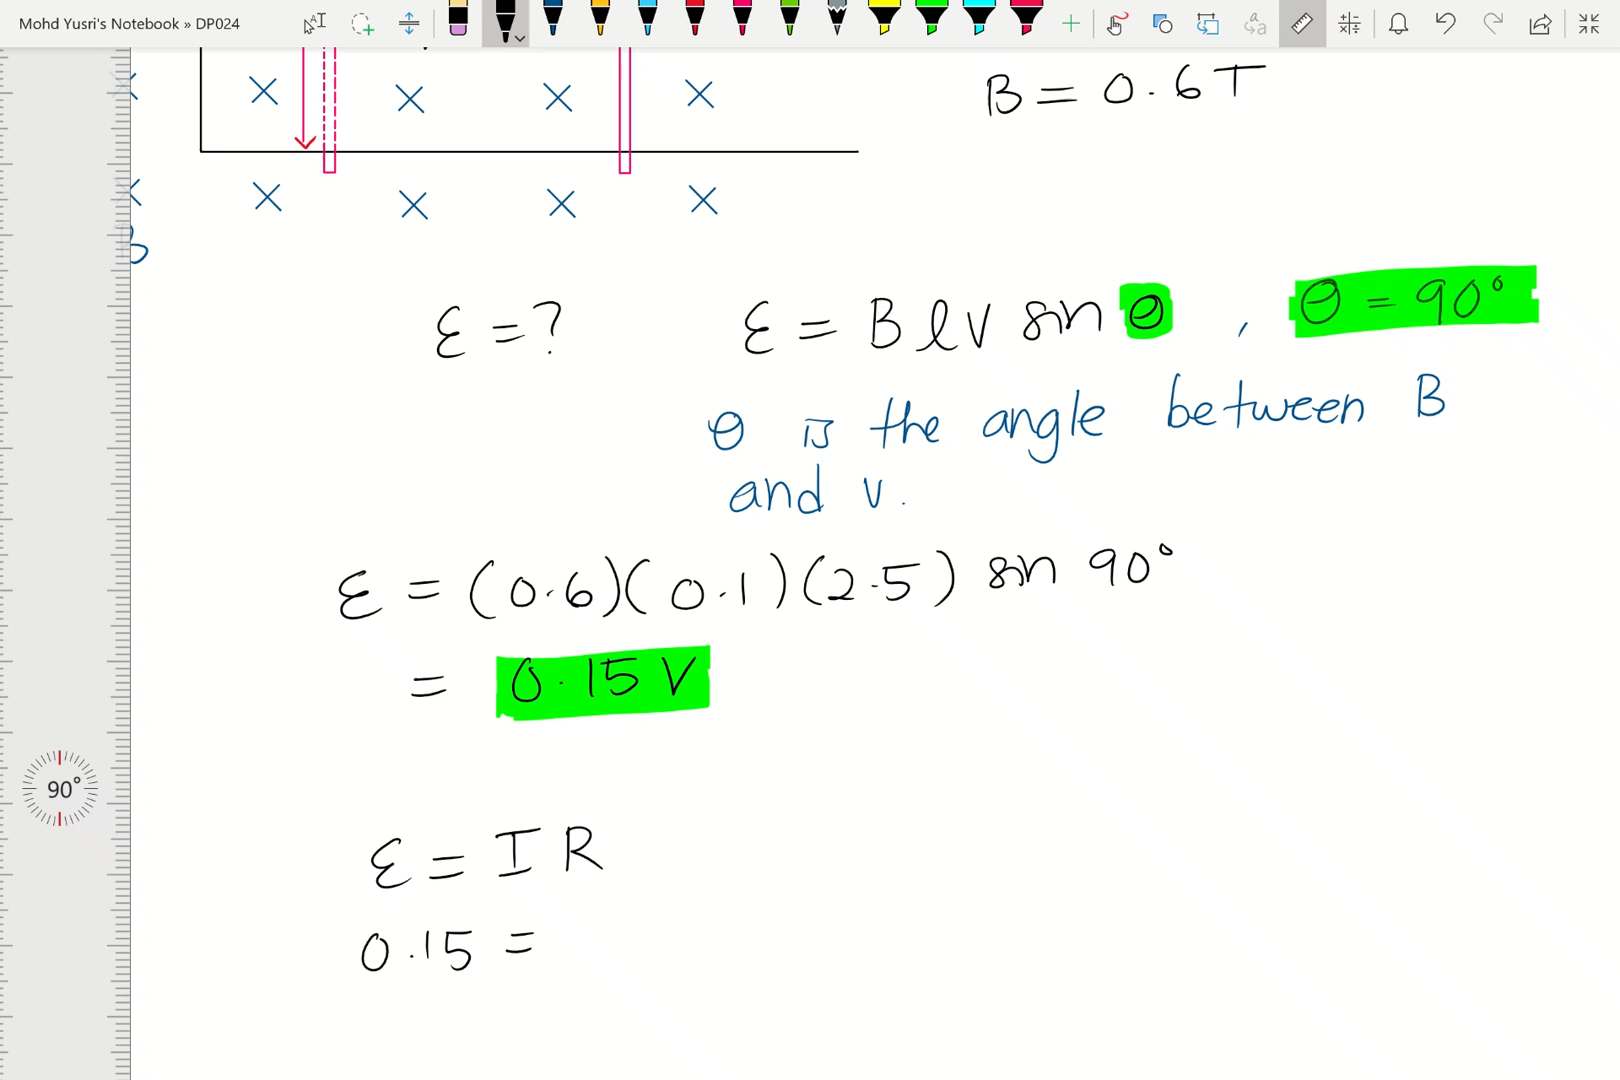 Mohd Yusri's Notebook » DP024
× × × ×
B = 0.6T
× × × × ×
B
ε = ? ε = B l v sin θ , θ = 90°
θ is the angle between B
and v.
ε = (0.6)(0.1)(2.5) sin 90°
= 0.15 V
90°
ε = I R
0.15 =